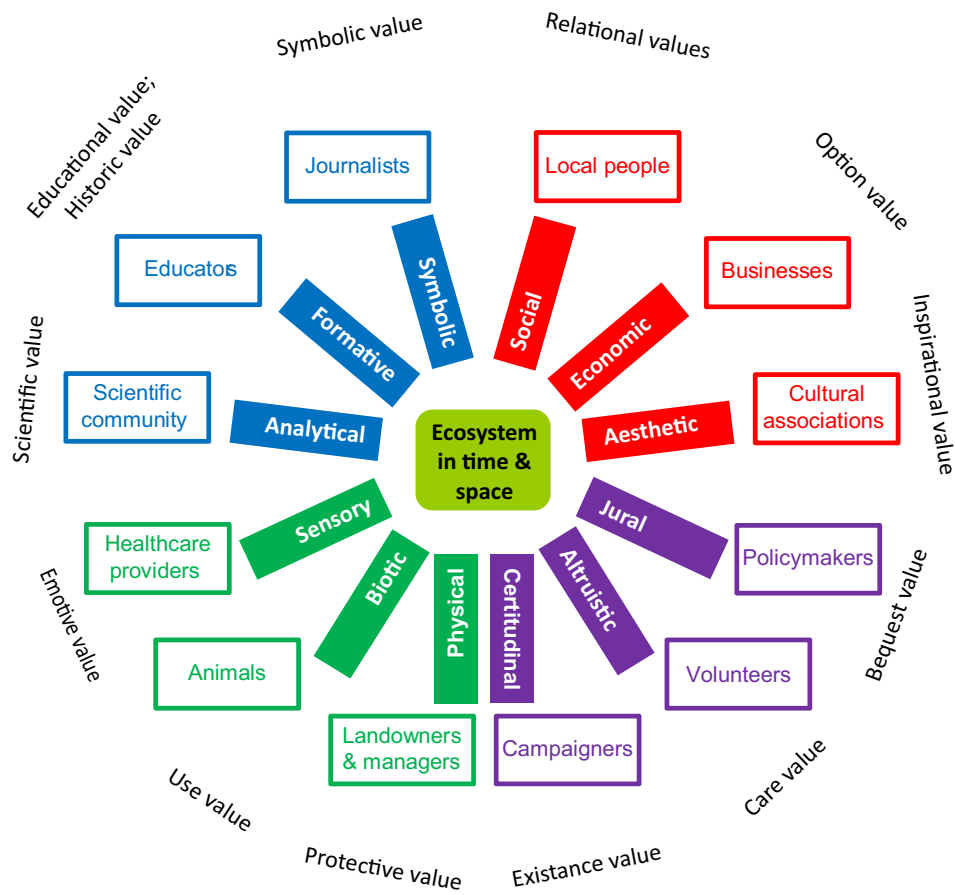 Symbolic value
Relational values
Educational value;
Historic value
Option value
Journalists
Local people
Educators
Businesses
Symbolic
Social
Formative
Economic
Scientific value
Inspirational value
Scientific
community
Analytical
Aesthetic
Cultural
associations
Ecosystem
in time &
space
Sensory
Jural
Healthcare
providers
Biotic
Physical
Certitudinal
Altruistic
Policymakers
Emotive value
Bequest value
Animals
Volunteers
Landowners
& managers
Campaigners
Use value
Care value
Protective value
Existance value